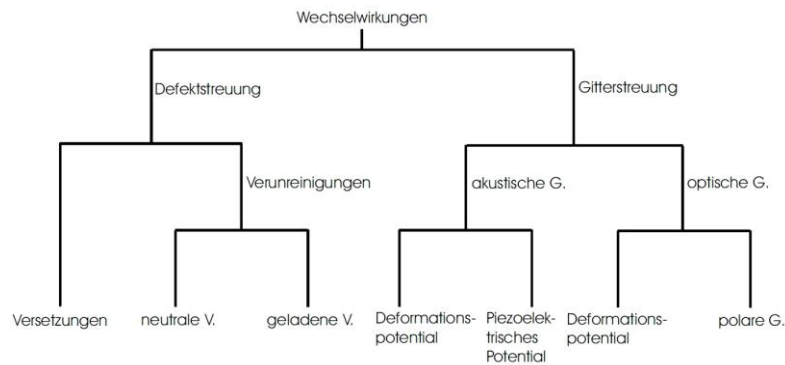 Wechselwirkungen
Defektstreuung
Gitterstreuung
Verunreinigungen
akustische G.
optische G.
Versetzungen
neutrale V.
geladene V.
Deformations-
potential
Piezoelek-
trisches
Potential
Deformations-
potential
polare G.